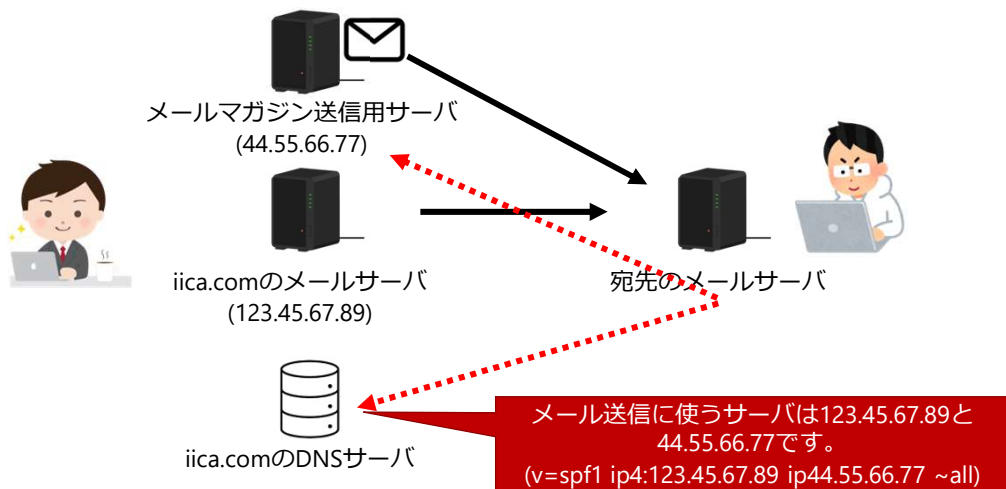 メールマガジン送信用サーバ
(44.55.66.77)
iica.comのメールサーバ
(123.45.67.89)
宛先のメールサーバ
iica.comのDNSサーバ
メール送信に使うサーバは123.45.67.89と
44.55.66.77です。
(v=spf1 ip4:123.45.67.89 ip44.55.66.77 ~all)